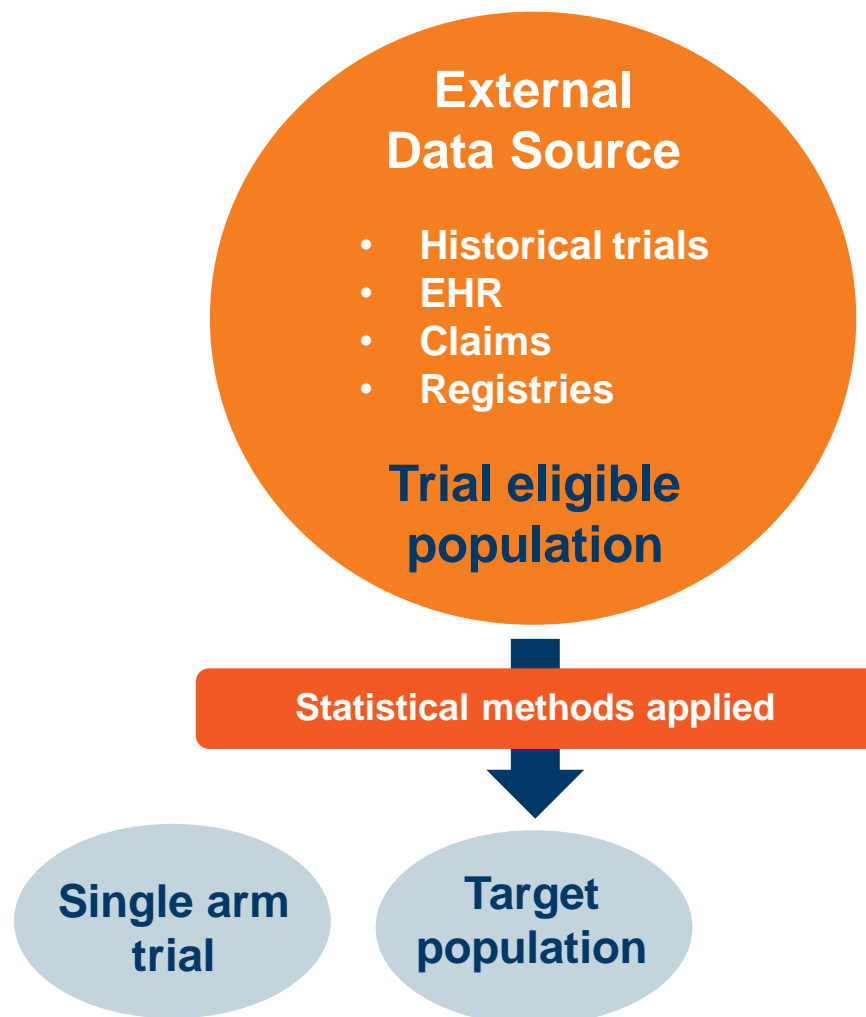 External
Data Source
• Historical trials
• EHR
• Claims
• Registries
Trial eligible
population
Statistical methods applied
Single arm
trial
Target
population